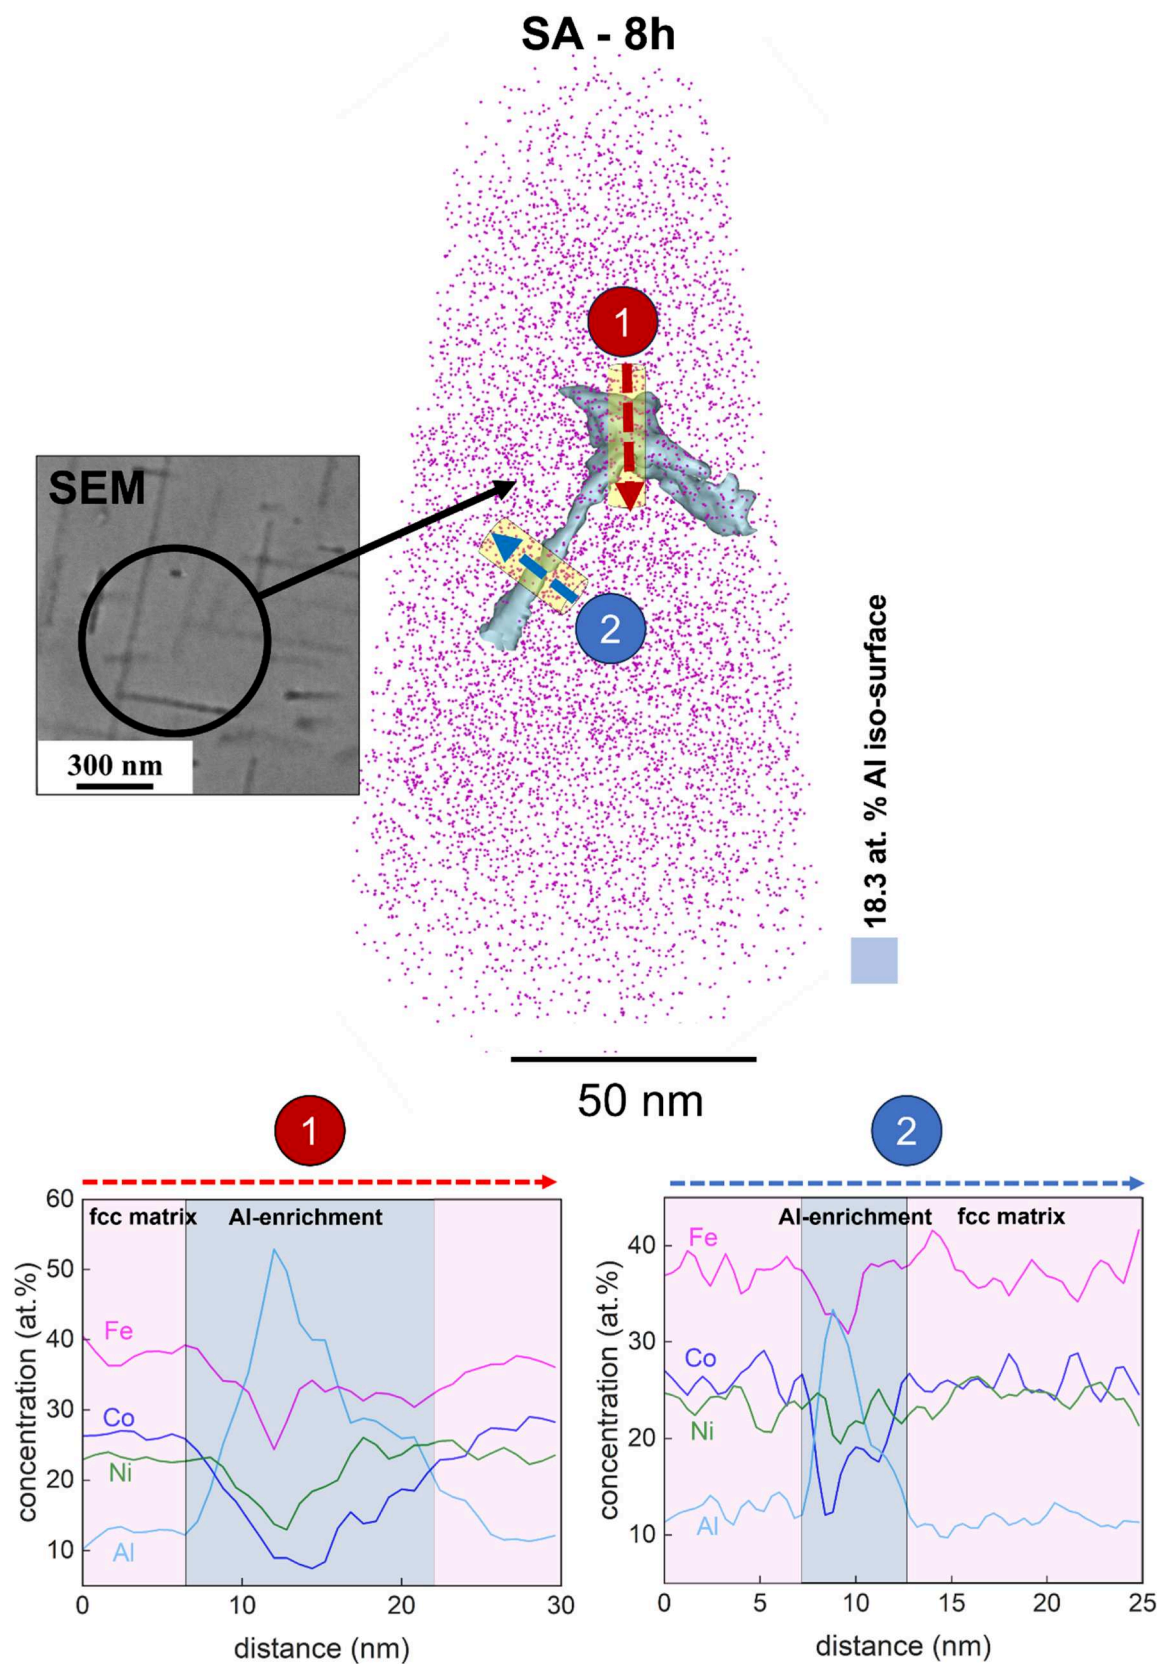 SA - 8h
1
SEM
2
300 nm
18.3 at. % Al iso-surface
50 nm
1
2
60
50
40
30
20
10
concentration (at.%)
fcc matrix
Al-enrichment
Fe
Co
Ni
Al
0
10
20
30
distance (nm)
40
30
20
10
concentration (at.%)
Al-enrichment
fcc matrix
Fe
Co
Ni
Al
0
5
10
15
20
25
distance (nm)